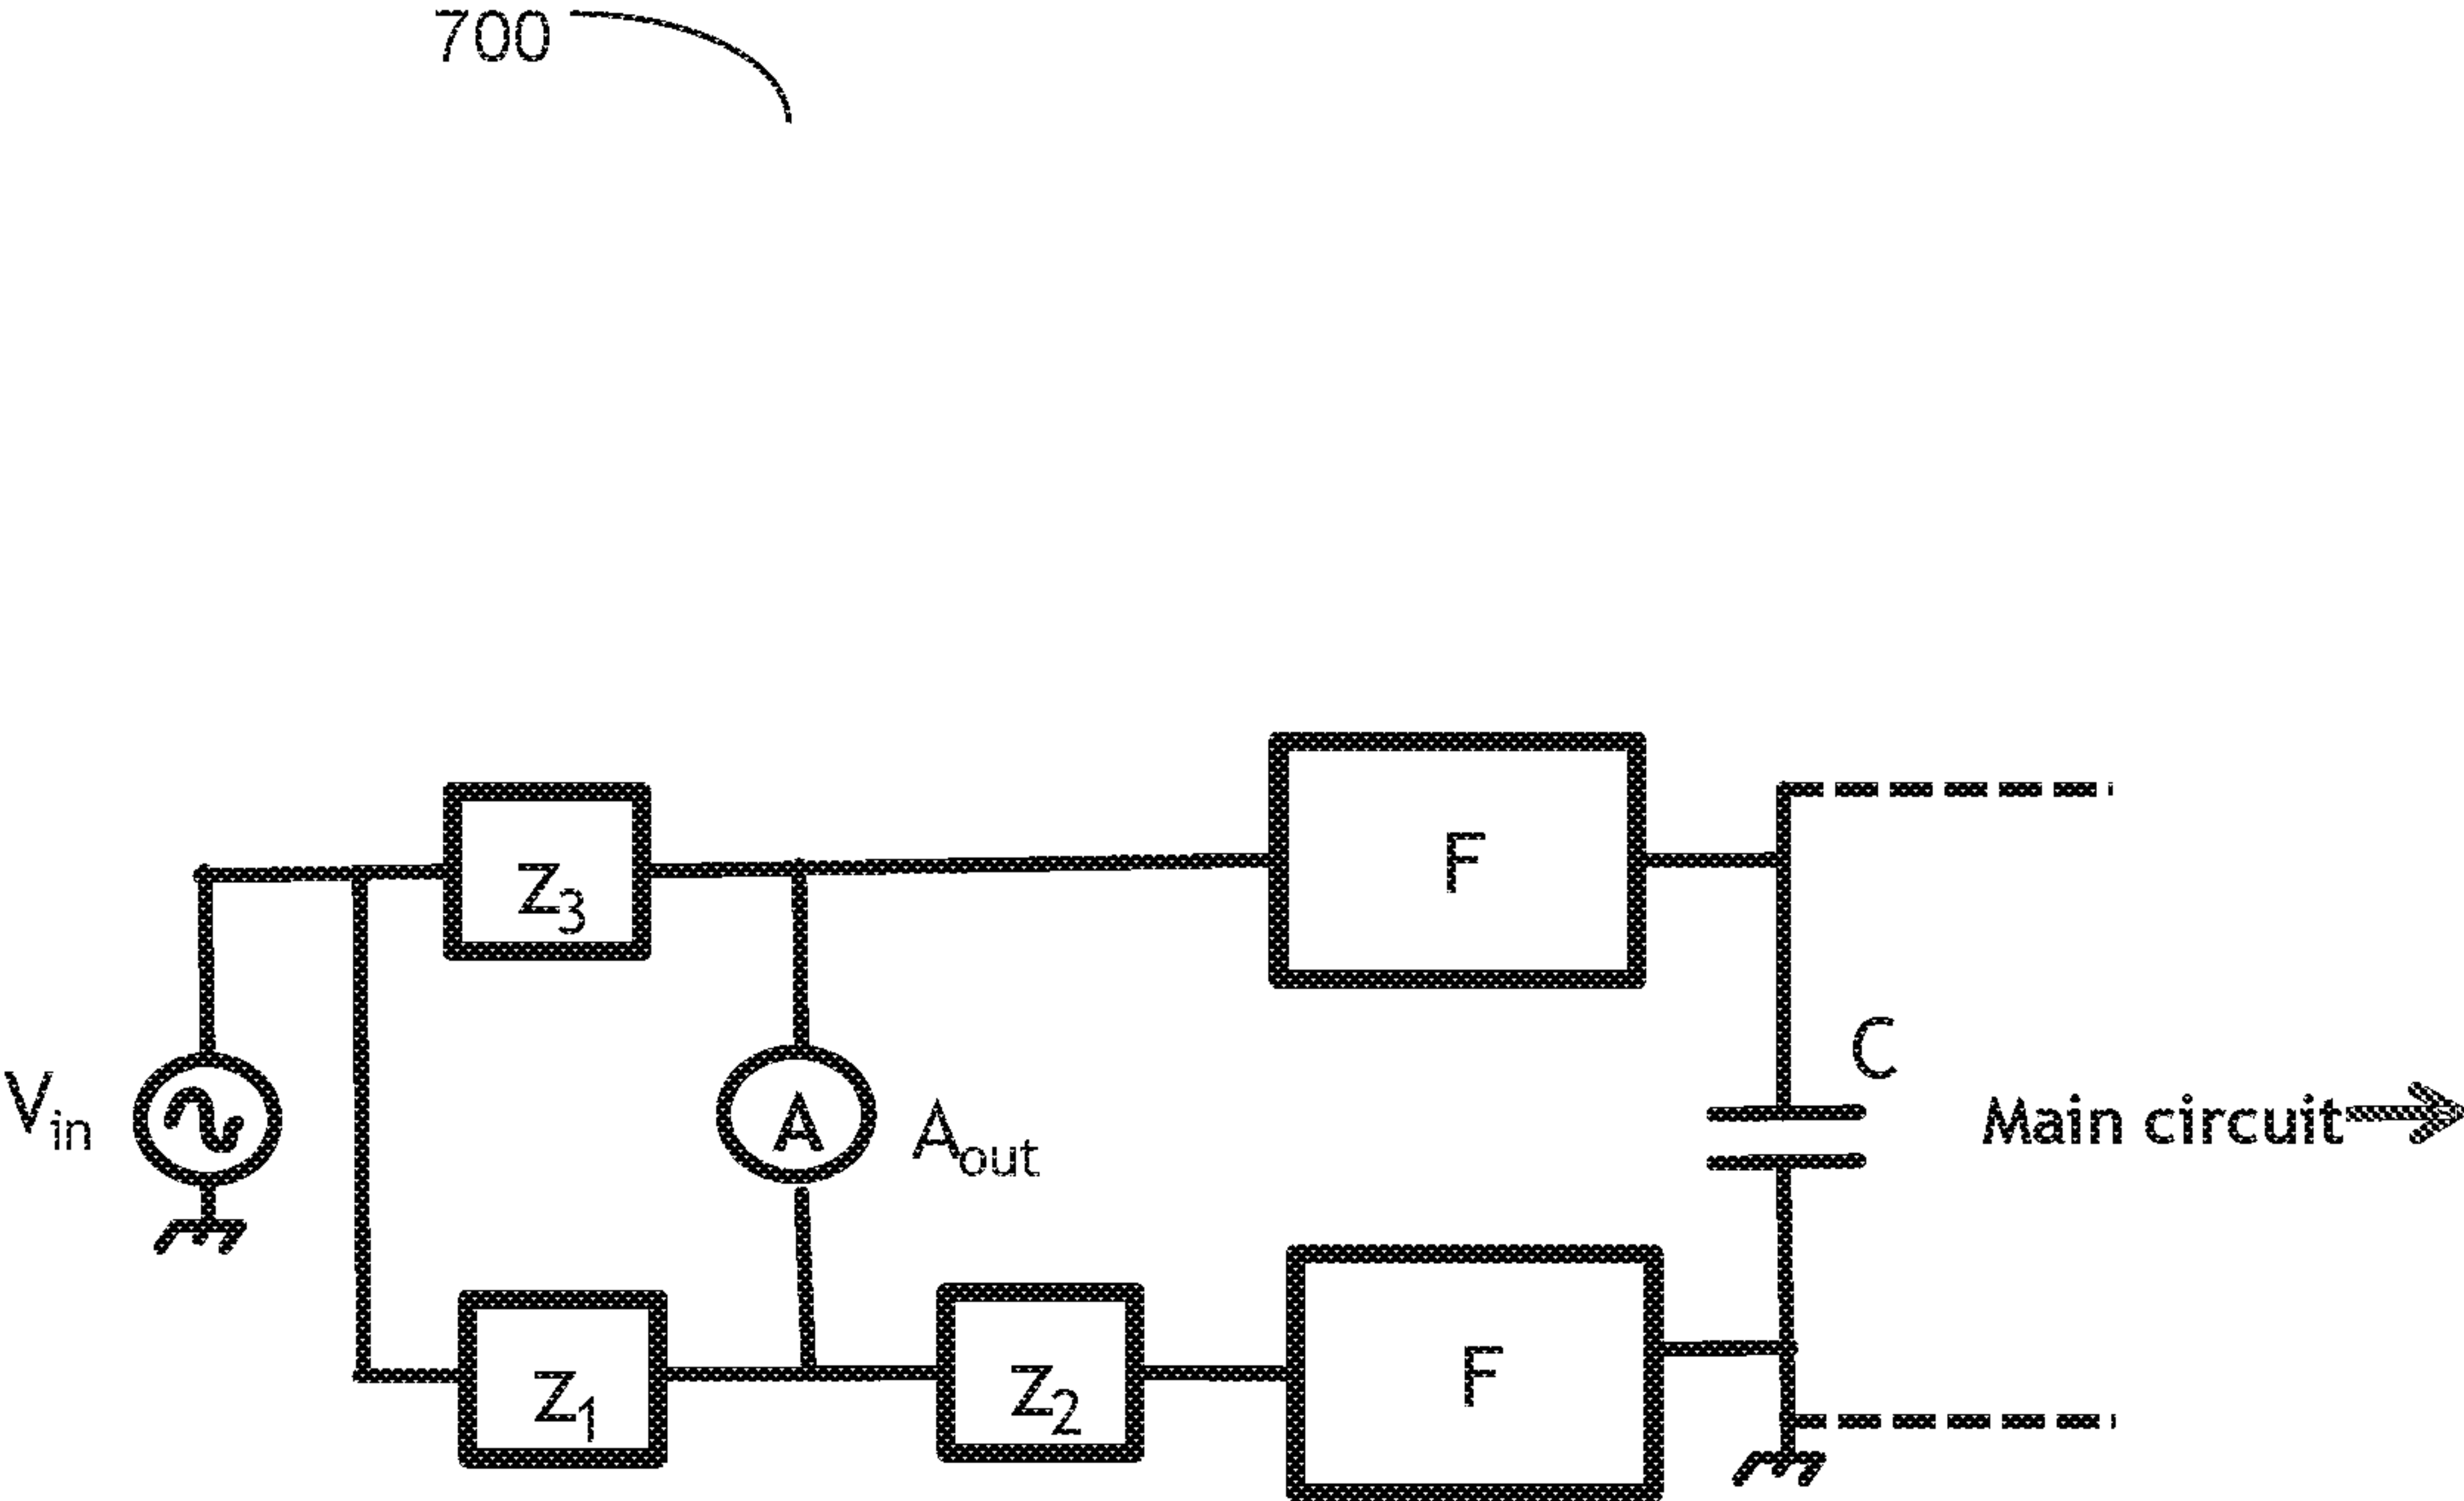 700
Z₃
F
C
Vin
A
Aout
Main circuit
Z₁
Z₂
F